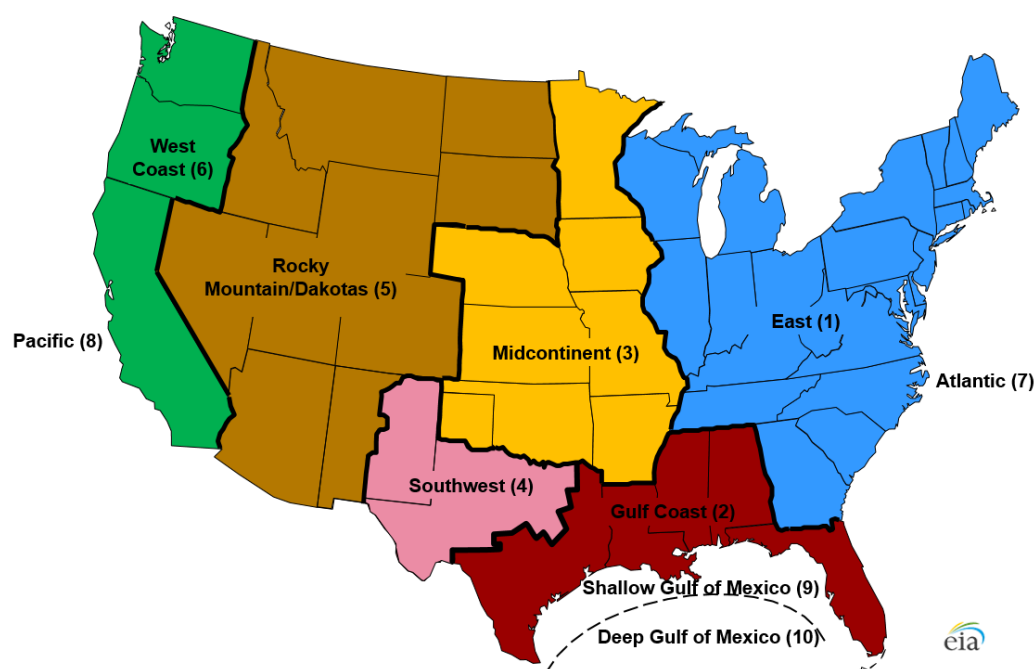 West
Coast (6)
Rocky
Mountain/Dakotas (5)
Pacific (8)
Midcontinent (3)
East (1)
Atlantic (7)
Southwest (4)
Gulf Coast (2)
Shallow Gulf of Mexico (9)
Deep Gulf of Mexico (10)
eia